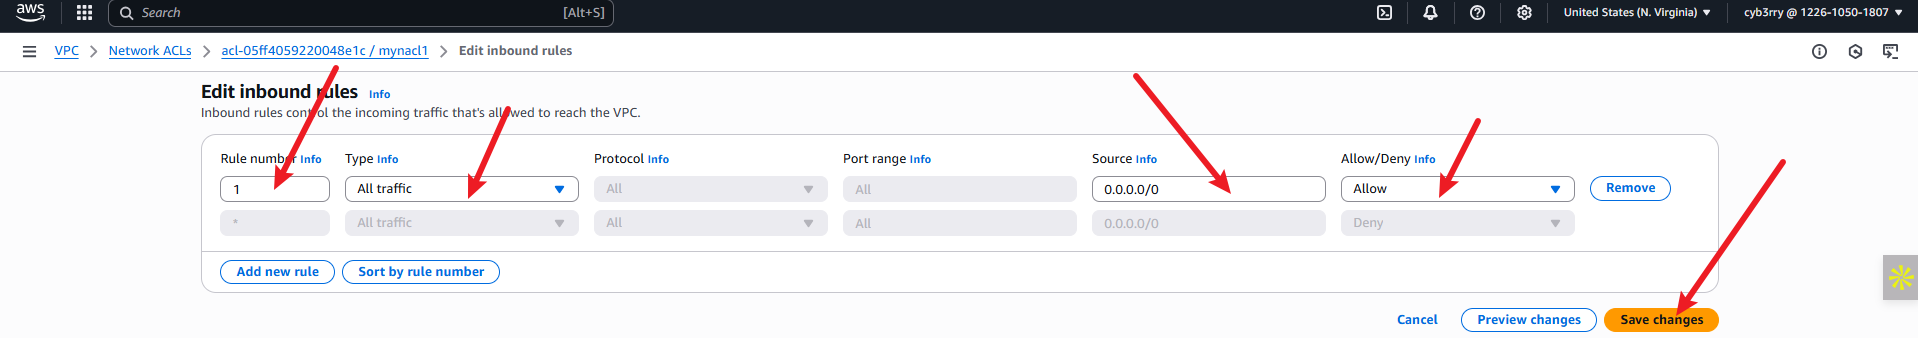 aws Search [Alt+S] United States (N. Virginia) cyb3rry @ 1226-1050-1807
VPC Network ACLs acl-05ff4059220048e1c / mynacl1 Edit inbound rules
Edit inbound rules Info
Inbound rules control the incoming traffic that's allowed to reach the VPC.
Rule number Info Type Info Protocol Info Port range Info Source Info Allow/Deny Info
1 All traffic All All 0.0.0.0/0 Allow Remove
* All traffic All All 0.0.0.0/0 Deny
Add new rule Sort by rule number
Cancel Preview changes Save changes